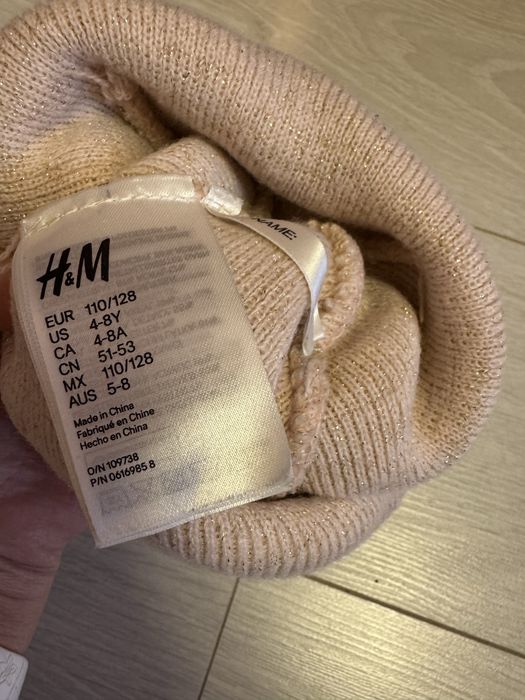 H&M
EUR 110/128
US 4-8Y
CA 4-8A
CN 51-53
MX 110/128
AUS 5-8
Made in China
Fabriqué en Chine
Hecho en China
O/N 109738
P/N 0616985 8
NAME: